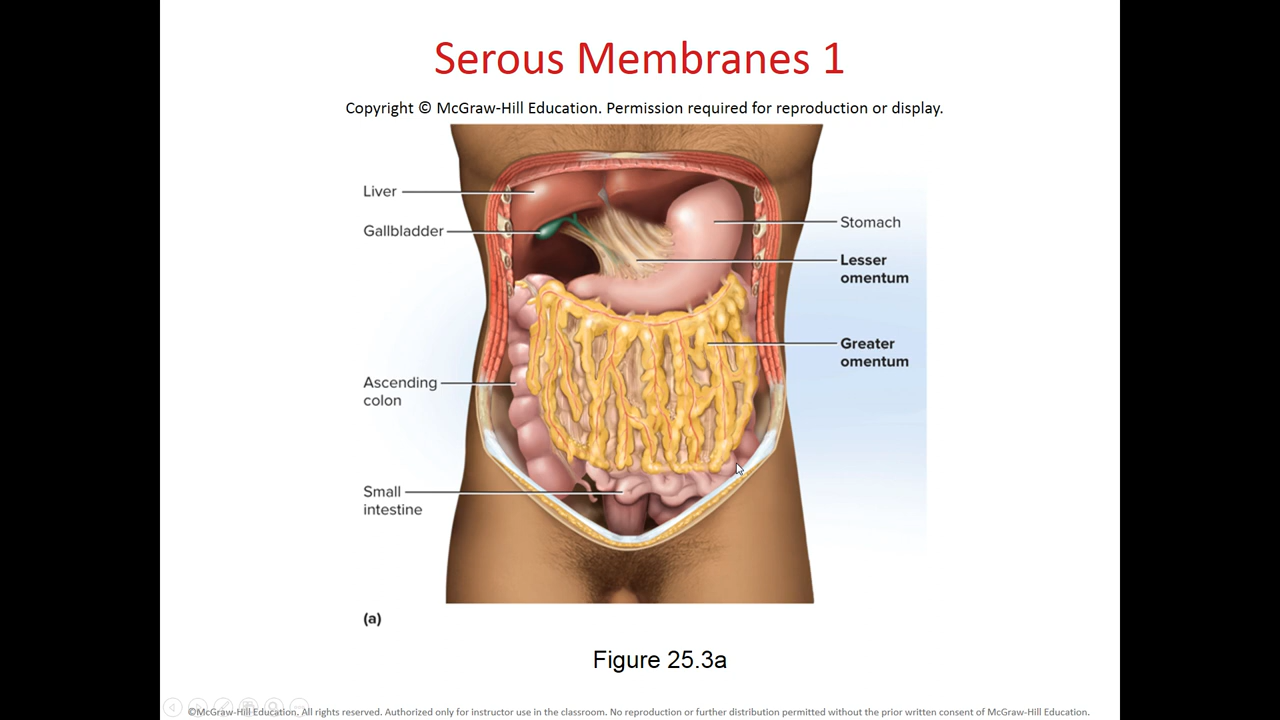 Serous Membranes 1
Copyright © McGraw-Hill Education. Permission required for reproduction or display.
Liver
Gallbladder
Stomach
Lesser
omentum
Greater
omentum
Ascending
colon
Small
intestine
(a)
Figure 25.3a
©McGraw-Hill Education. All rights reserved. Authorized only for instructor use in the classroom. No reproduction or further distribution permitted without the prior written consent of McGraw-Hill Education.